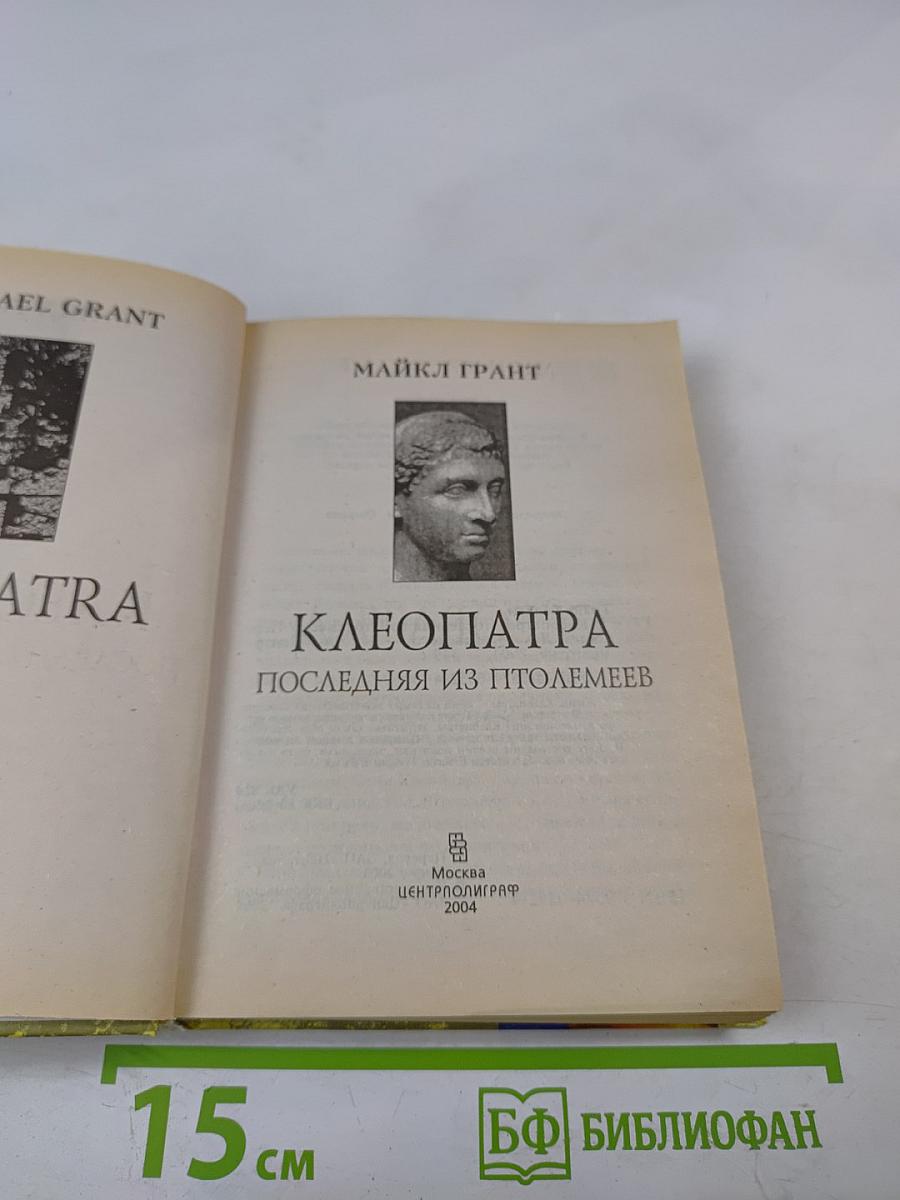 AEL GRANT
ATRA
МАЙКЛ ГРАНТ
КЛЕОПАТРА
ПОСЛЕДНЯЯ ИЗ ПТОЛЕМЕЕВ
Москва
ЦЕНТРПОЛИГРАФ
2004
15 см
БФ БИБЛИОФАН